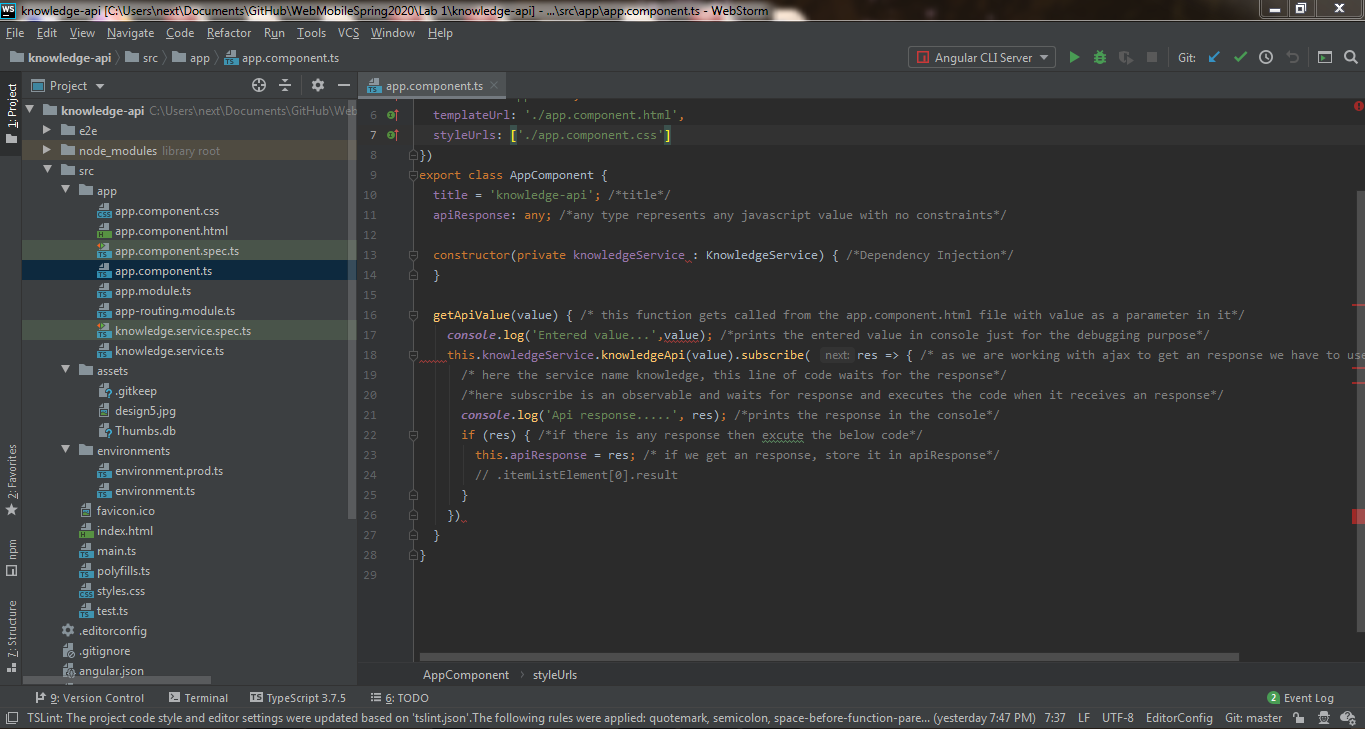 WS knowledge-api [C:\Users\next\Documents\GitHub\WebMobileSpring2020\Lab 1\knowledge-api] - ...\src\app\app.component.ts - WebStorm
File Edit View Navigate Code Refactor Run Tools VCS Window Help
knowledge-api src app app.component.ts Angular CLI Server Git:
1: Project
Project
knowledge-api C:\Users\next\Documents\GitHub\Web
e2e
node_modules library root
src
app
app.component.css
app.component.html
app.component.spec.ts
app.component.ts
app.module.ts
app-routing.module.ts
knowledge.service.spec.ts
knowledge.service.ts
assets
.gitkeep
design5.jpg
Thumbs.db
environments
environment.prod.ts
environment.ts
favicon.ico
index.html
main.ts
polyfills.ts
styles.css
test.ts
.editorconfig
.gitignore
angular.json
2: Favorites
npm
7: Structure
app.component.ts
6 templateUrl: './app.component.html',
7 styleUrls: ['./app.component.css']
8 })
9 export class AppComponent {
10 title = 'knowledge-api'; /*title*/
11 apiResponse: any; /*any type represents any javascript value with no constraints*/
12
13 constructor(private knowledgeService : KnowledgeService) { /*Dependency Injection*/
14 }
15
16 getApiValue(value) { /* this function gets called from the app.component.html file with value as a parameter in it*/
17 console.log('Entered value...',value); /*prints the entered value in console just for the debugging purpose*/
18 this.knowledgeService.knowledgeApi(value).subscribe( next: res => { /* as we are working with ajax to get an response we have to use
19 /* here the service name knowledge, this line of code waits for the response*/
20 /*here subscribe is an observable and waits for response and executes the code when it receives an response*/
21 console.log('Api response.....', res); /*prints the response in the console*/
22 if (res) { /*if there is any response then excute the below code*/
23 this.apiResponse = res; /* if we get an response, store it in apiResponse*/
24 // .itemListElement[0].result
25 }
26 })
27 }
28 }
29
AppComponent styleUrls
9: Version Control Terminal TypeScript 3.7.5 6: TODO 2 Event Log
TSLint: The project code style and editor settings were updated based on 'tslint.json'.The following rules were applied: quotemark, semicolon, space-before-function-pare... (yesterday 7:47 PM) 7:37 LF UTF-8 EditorConfig Git: master